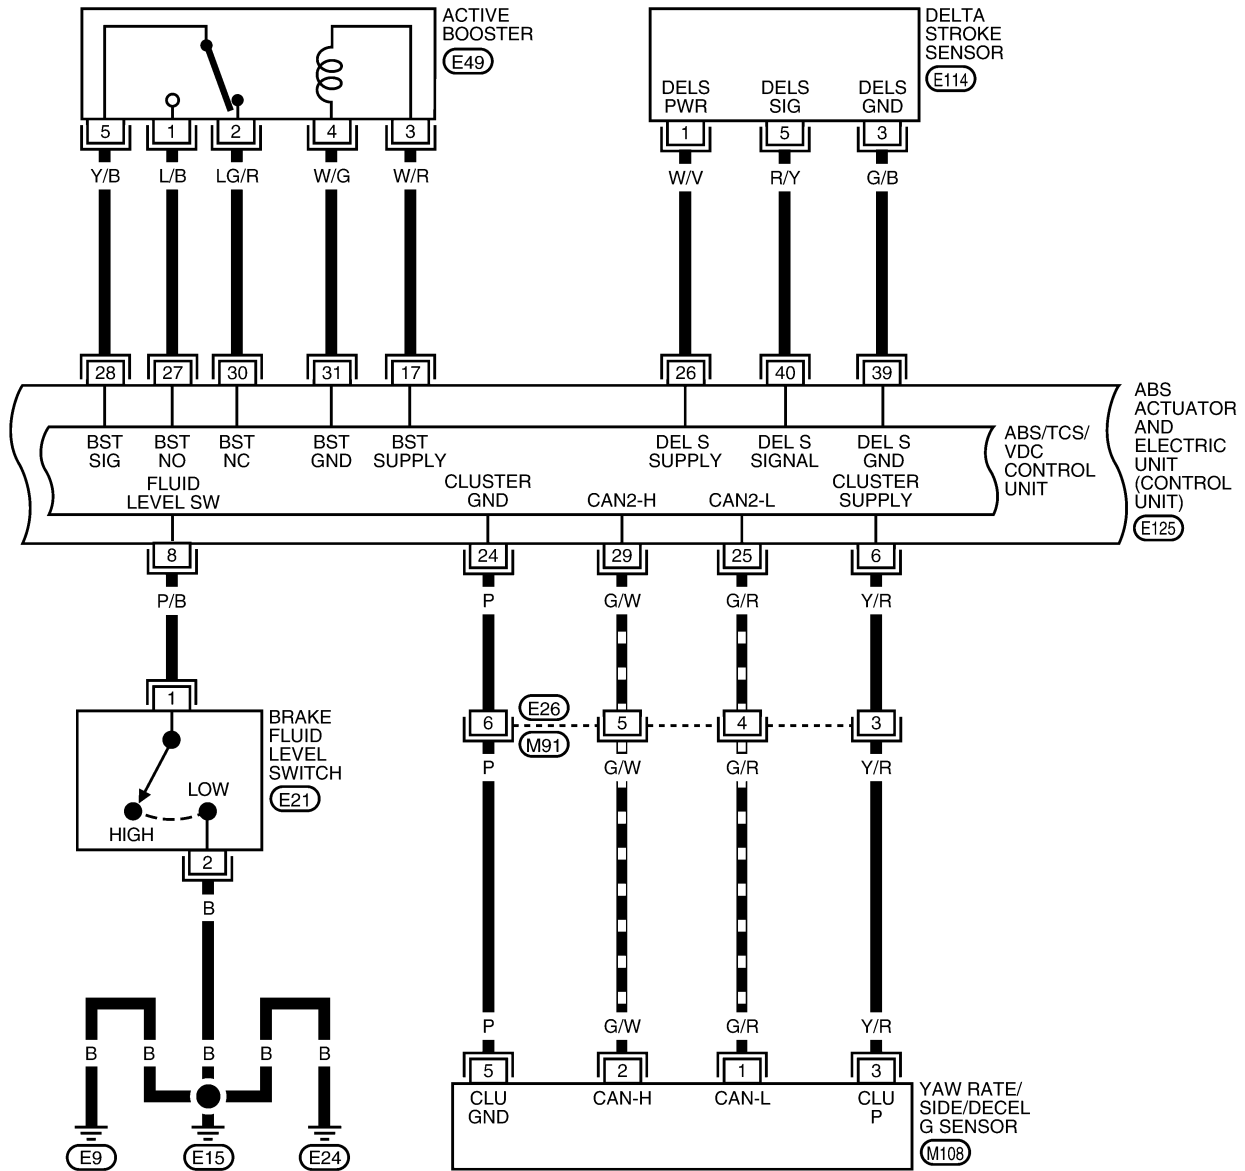 ACTIVE
BOOSTER
E49
DELTA
STROKE
SENSOR
E114
DELS
PWR
DELS
SIG
DELS
GND
5 1 2 4 3
1 5 3
Y/B L/B LG/R W/G W/R
W/V R/Y G/B
28 27 30 31 17
26 40 39
ABS
ACTUATOR
AND
ELECTRIC
UNIT
(CONTROL
UNIT)
E125
BST
SIG
BST
NO
BST
NC
BST
GND
BST
SUPPLY
DEL S
SUPPLY
DEL S
SIGNAL
DEL S
GND
ABS/TCS/
VDC
CONTROL
UNIT
FLUID
LEVEL SW
CLUSTER
GND
CAN2-H
CAN2-L
CLUSTER
SUPPLY
8 24 29 25 6
P/B P G/W G/R Y/R
1
BRAKE
FLUID
LEVEL
SWITCH
E21
LOW
HIGH
2
E26
6 5 4 3
M91
P G/W G/R Y/R
B
P G/W G/R Y/R
B B B B B
5 2 1 3
CLU
GND
CAN-H
CAN-L
CLU
P
YAW RATE/
SIDE/DECEL
G SENSOR
M108
E9 E15 E24